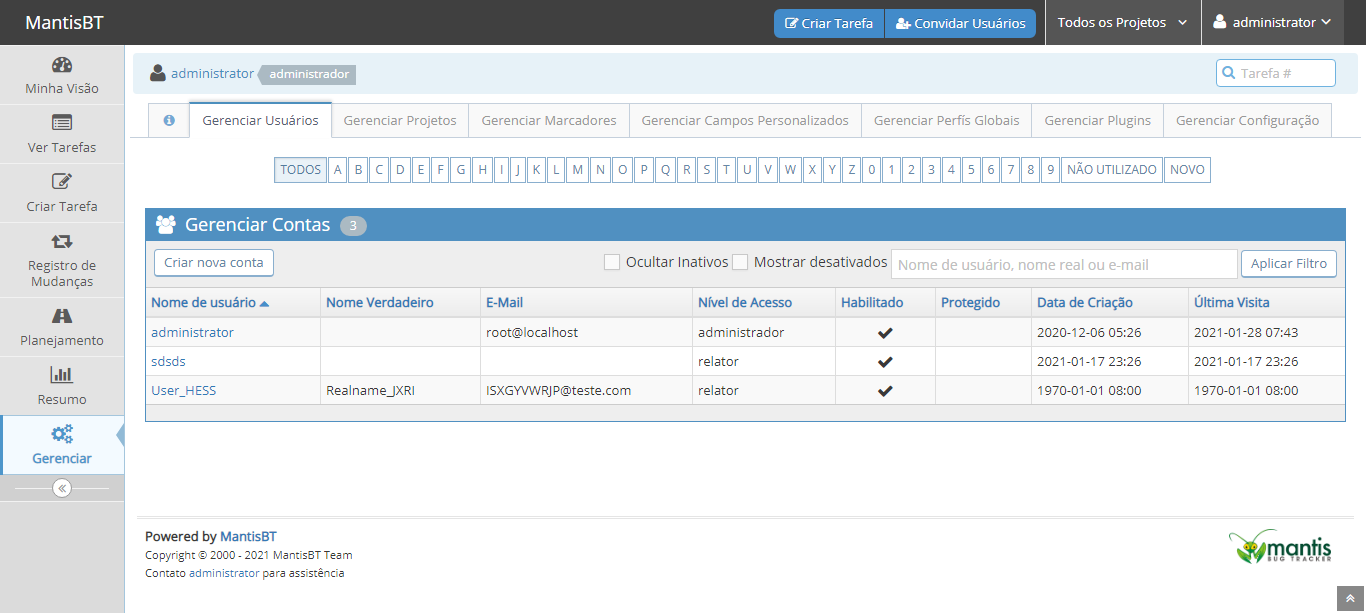 MantisBT
Criar Tarefa
Convidar Usuários
Todos os Projetos
administrator
Minha Visão
Ver Tarefas
Criar Tarefa
Registro de
Mudanças
Planejamento
Resumo
Gerenciar
administrator administrador
Tarefa #
Gerenciar Usuários Gerenciar Projetos Gerenciar Marcadores Gerenciar Campos Personalizados Gerenciar Perfís Globais Gerenciar Plugins Gerenciar Configuração
TODOS A B C D E F G H I J K L M N O P Q R S T U V W X Y Z 0 1 2 3 4 5 6 7 8 9 NÃO UTILIZADO NOVO
Gerenciar Contas 3
Criar nova conta Ocultar Inativos Mostrar desativados Nome de usuário, nome real ou e-mail Aplicar Filtro
Nome de usuário Nome Verdadeiro E-Mail Nível de Acesso Habilitado Protegido Data de Criação Última Visita
administrator root@localhost administrador 2020-12-06 05:26 2021-01-28 07:43
sdsds relator 2021-01-17 23:26 2021-01-17 23:26
User_HESS Realname_JXRI ISXGYVWRJP@teste.com relator 1970-01-01 08:00 1970-01-01 08:00
Powered by MantisBT
Copyright © 2000 - 2021 MantisBT Team
Contato administrator para assistência
mantis
BUG TRACKER